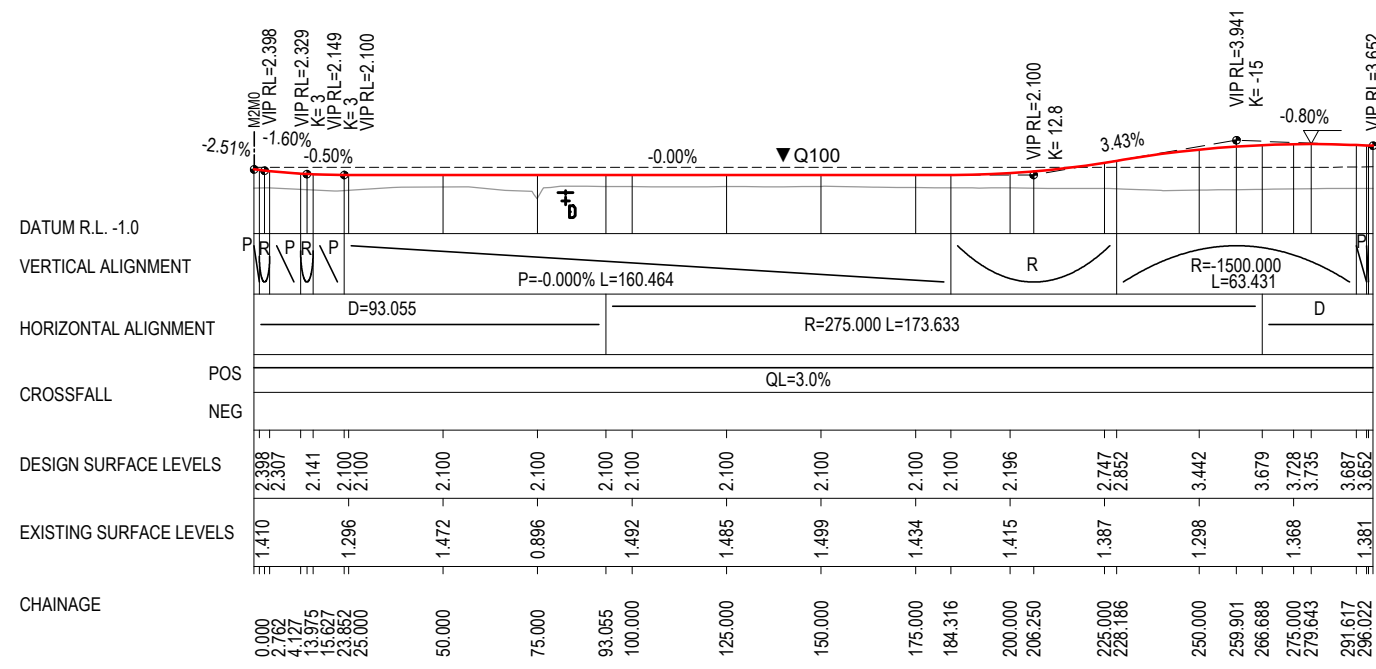 M2M0
VIP RL=2.398
VIP RL=2.329
K= 3
VIP RL=2.149
K= 3
VIP RL=2.100
VIP RL=2.100
K= 12.8
VIP RL=3.941
K= -15
VIP RL=3.652
-2.51%
-1.60%
-0.50%
-0.00%
▼Q100
3.43%
-0.80%
D
DATUM R.L. -1.0
VERTICAL ALIGNMENT
P R P R P
P=-0.000% L=160.464
R
R=-1500.000
L=63.431
P
HORIZONTAL ALIGNMENT
D=93.055
R=275.000 L=173.633
D
CROSSFALL
POS
QL=3.0%
NEG
DESIGN SURFACE LEVELS
2.398 2.307 2.141 2.100 2.100 2.100 2.100 2.100 2.100 2.100 2.100 2.100 2.100 2.196 2.747 2.852 3.442 3.679 3.728 3.735 3.687 3.652
EXISTING SURFACE LEVELS
1.410 1.296 1.472 0.896 1.492 1.485 1.499 1.434 1.415 1.387 1.298 1.368 1.381
CHAINAGE
0.000 2.762 4.127 13.975 15.627 23.852 25.000 50.000 75.000 93.055 100.000 125.000 150.000 175.000 184.316 200.000 206.250 225.000 228.186 250.000 259.901 266.688 275.000 279.643 291.617 296.022